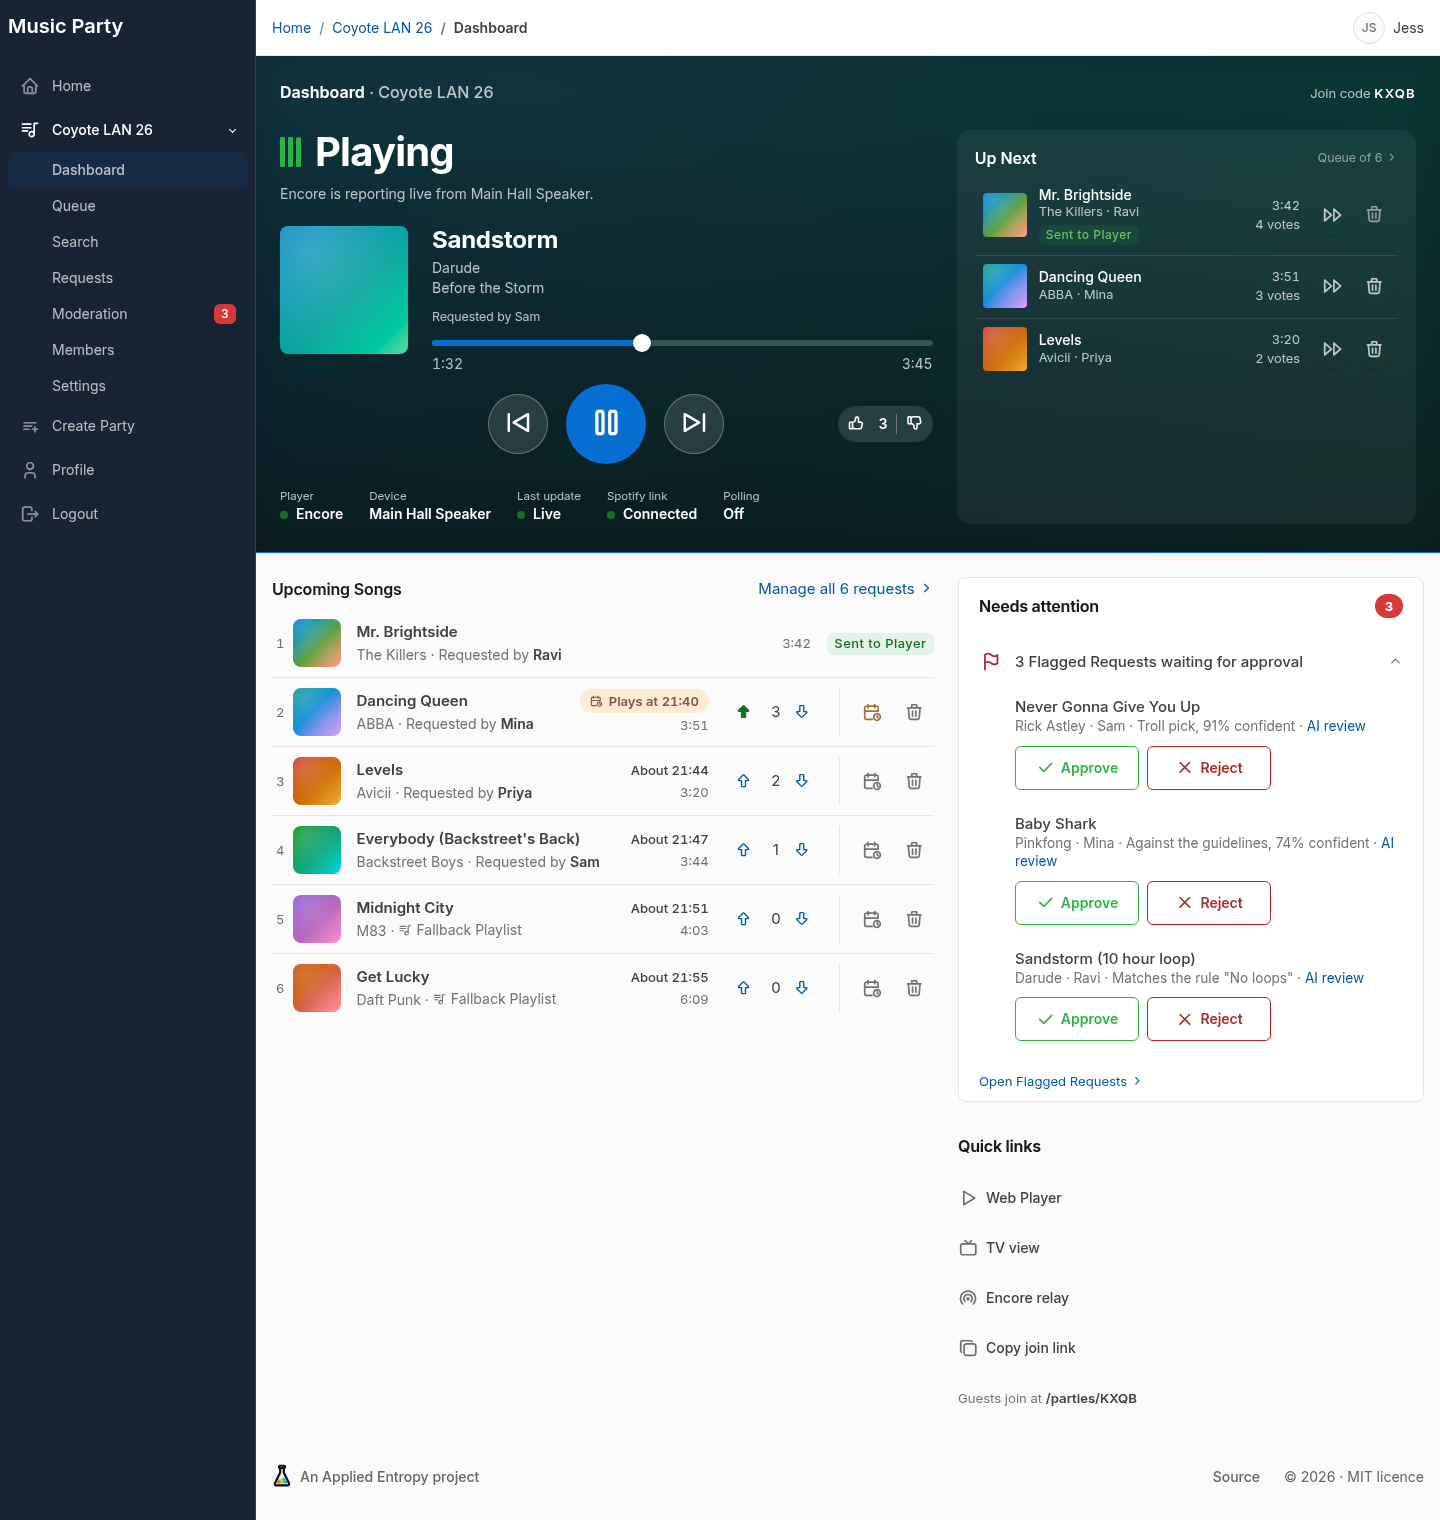 Music Party
Home
Coyote LAN 26
Dashboard
Queue
Search
Requests
Moderation 3
Members
Settings
Create Party
Profile
Logout
Home / Coyote LAN 26 / Dashboard
JS Jess
Dashboard · Coyote LAN 26
Join code KXQB
Playing
Encore is reporting live from Main Hall Speaker.
Sandstorm
Darude
Before the Storm
Requested by Sam
1:32 3:45
3
Player Device Last update Spotify link Polling
Encore Main Hall Speaker Live Connected Off
Up Next Queue of 6
Mr. Brightside
The Killers · Ravi
Sent to Player
3:42
4 votes
Dancing Queen
ABBA · Mina
3:51
3 votes
Levels
Avicii · Priya
3:20
2 votes
Upcoming Songs Manage all 6 requests
1
Mr. Brightside
The Killers · Requested by Ravi
3:42 Sent to Player
2
Dancing Queen
ABBA · Requested by Mina
Plays at 21:40
3:51
3
3
Levels
Avicii · Requested by Priya
About 21:44
3:20
2
4
Everybody (Backstreet's Back)
Backstreet Boys · Requested by Sam
About 21:47
3:44
1
5
Midnight City
M83 · Fallback Playlist
About 21:51
4:03
0
6
Get Lucky
Daft Punk · Fallback Playlist
About 21:55
6:09
0
Needs attention 3
3 Flagged Requests waiting for approval
Never Gonna Give You Up
Rick Astley · Sam · Troll pick, 91% confident · AI review
Approve Reject
Baby Shark
Pinkfong · Mina · Against the guidelines, 74% confident · AI
review
Approve Reject
Sandstorm (10 hour loop)
Darude · Ravi · Matches the rule "No loops" · AI review
Approve Reject
Open Flagged Requests
Quick links
Web Player
TV view
Encore relay
Copy join link
Guests join at /parties/KXQB
An Applied Entropy project
Source © 2026 · MIT licence